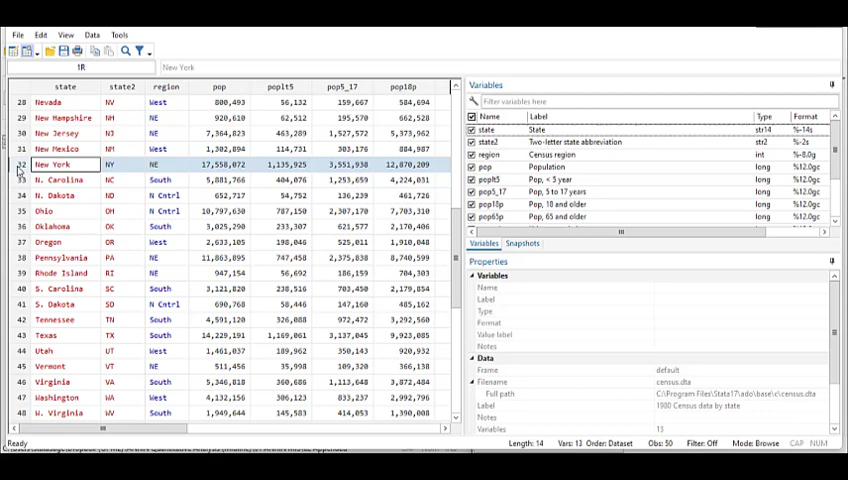 File Edit View Data Tools
1R New York
state state2 region pop poplt5 pop5_17 pop18p
28 Nevada NV West 800,493 56,132 159,667 584,694
29 New Hampshire NH NE 920,610 62,512 195,570 662,528
30 New Jersey NJ NE 7,364,823 463,289 1,527,572 5,373,962
31 New Mexico NM West 1,302,894 114,731 303,176 884,987
32 New York NY NE 17,558,072 1,135,925 3,551,938 12,870,209
33 N. Carolina NC South 5,881,766 404,076 1,253,659 4,224,031
34 N. Dakota ND N Cntrl 652,717 54,752 136,239 461,726
35 Ohio OH N Cntrl 10,797,630 787,150 2,307,170 7,703,310
36 Oklahoma OK South 3,025,290 233,307 621,577 2,170,406
37 Oregon OR West 2,633,105 198,046 525,011 1,910,048
38 Pennsylvania PA NE 11,863,895 747,458 2,375,838 8,740,599
39 Rhode Island RI NE 947,154 56,692 186,159 704,303
40 S. Carolina SC South 3,121,820 238,516 703,450 2,179,854
41 S. Dakota SD N Cntrl 690,768 58,446 147,160 485,162
42 Tennessee TN South 4,591,120 326,088 972,472 3,292,560
43 Texas TX South 14,229,191 1,169,061 3,137,045 9,923,085
44 Utah UT West 1,461,037 189,962 350,143 920,932
45 Vermont VT NE 511,456 35,998 109,320 366,138
46 Virginia VA South 5,346,818 360,686 1,113,648 3,872,484
47 Washington WA West 4,132,156 306,123 833,237 2,992,796
48 W. Virginia WV South 1,949,644 145,583 414,053 1,390,008
Variables
Filter variables here
Name Label Type Format
state State str14 %-14s
state2 Two-letter state abbreviation str2 %-2s
region Census region int %-8.0g
pop Population long %12.0gc
poplt5 Pop, < 5 year long %12.0gc
pop5_17 Pop, 5 to 17 years long %12.0gc
pop18p Pop, 18 and older long %12.0gc
pop65p Pop, 65 and older long %12.0gc
Variables Snapshots
Properties
Variables
Name
Label
Type
Format
Value label
Notes
Data
Frame default
Filename census.dta
Full path C:\Program Files\Stata17\ado\base\c\census.dta
Label 1980 Census data by state
Notes
Variables 13
Ready Length: 14 Vars: 13 Order: Dataset Obs: 50 Filter: Off Mode: Browse CAP NUM